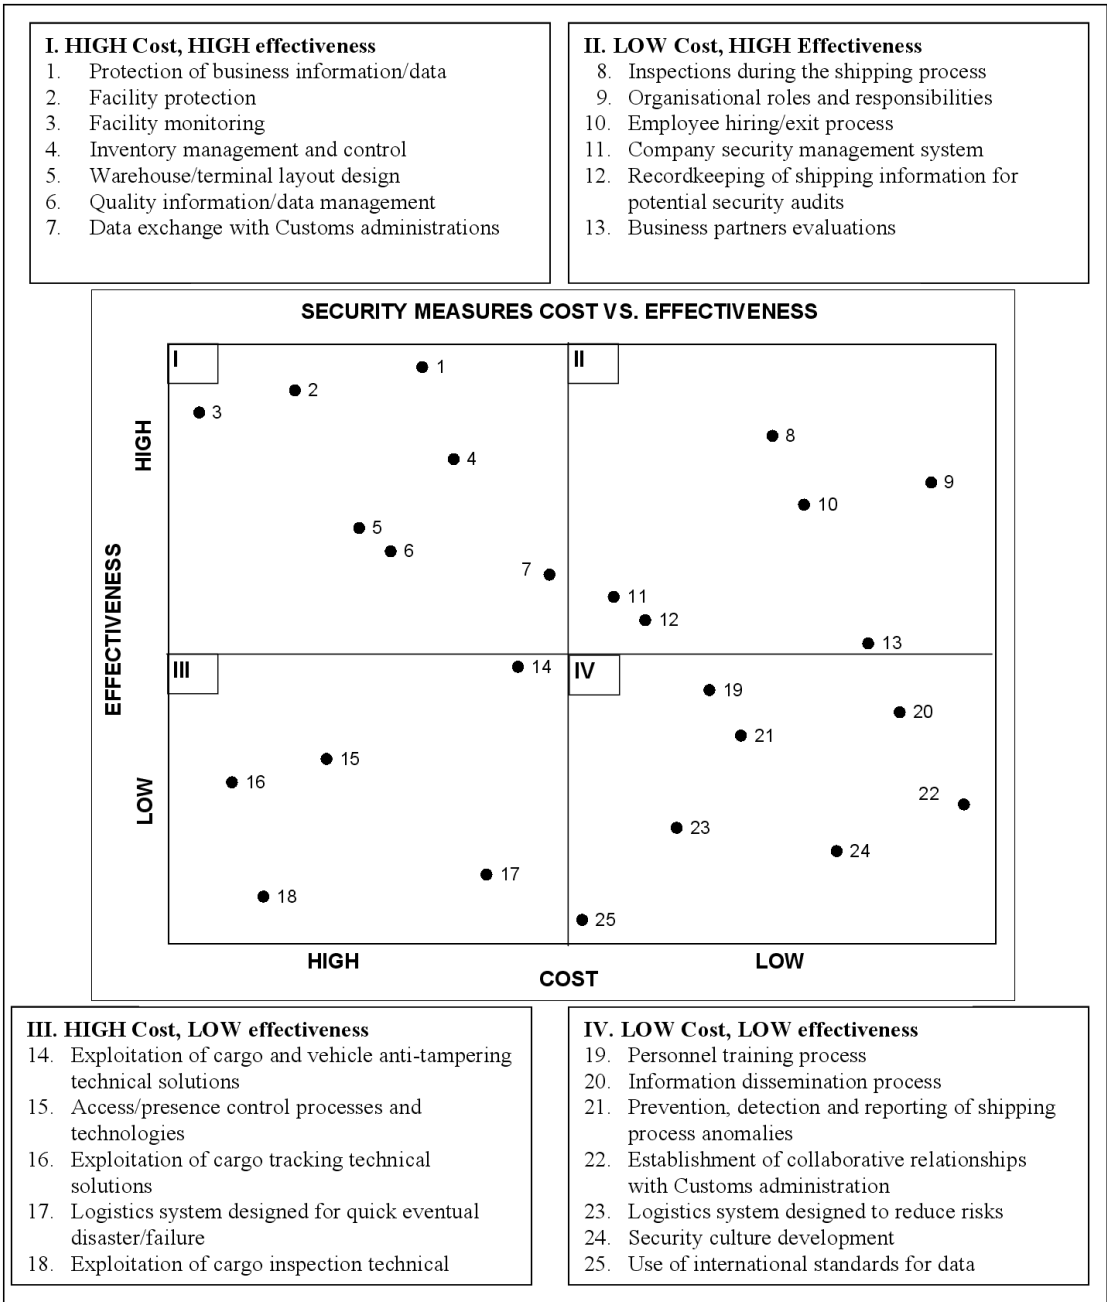 I. HIGH Cost, HIGH effectiveness
1. Protection of business information/data
2. Facility protection
3. Facility monitoring
4. Inventory management and control
5. Warehouse/terminal layout design
6. Quality information/data management
7. Data exchange with Customs administrations
II. LOW Cost, HIGH Effectiveness
8. Inspections during the shipping process
9. Organisational roles and responsibilities
10. Employee hiring/exit process
11. Company security management system
12. Recordkeeping of shipping information for
potential security audits
13. Business partners evaluations
SECURITY MEASURES COST VS. EFFECTIVENESS
I
II
1
2
3
4
5
6
7
8
9
10
11
12
13
III
IV
14
15
16
17
18
19
20
21
22
23
24
25
HIGH
EFFECTIVENESS
LOW
HIGH
LOW
COST
III. HIGH Cost, LOW effectiveness
14. Exploitation of cargo and vehicle anti-tampering
technical solutions
15. Access/presence control processes and
technologies
16. Exploitation of cargo tracking technical
solutions
17. Logistics system designed for quick eventual
disaster/failure
18. Exploitation of cargo inspection technical
IV. LOW Cost, LOW effectiveness
19. Personnel training process
20. Information dissemination process
21. Prevention, detection and reporting of shipping
process anomalies
22. Establishment of collaborative relationships
with Customs administration
23. Logistics system designed to reduce risks
24. Security culture development
25. Use of international standards for data